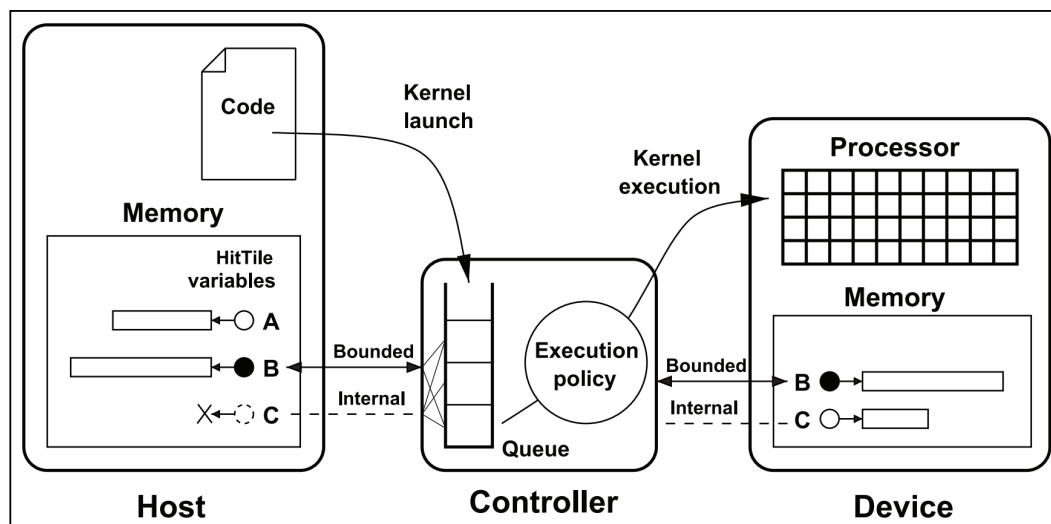 Code
Kernel
launch
Memory
HitTile
variables
A
B
C
Host
Bounded
Internal
Execution
policy
Queue
Controller
Kernel
execution
Bounded
Internal
Processor
Memory
B
C
Device